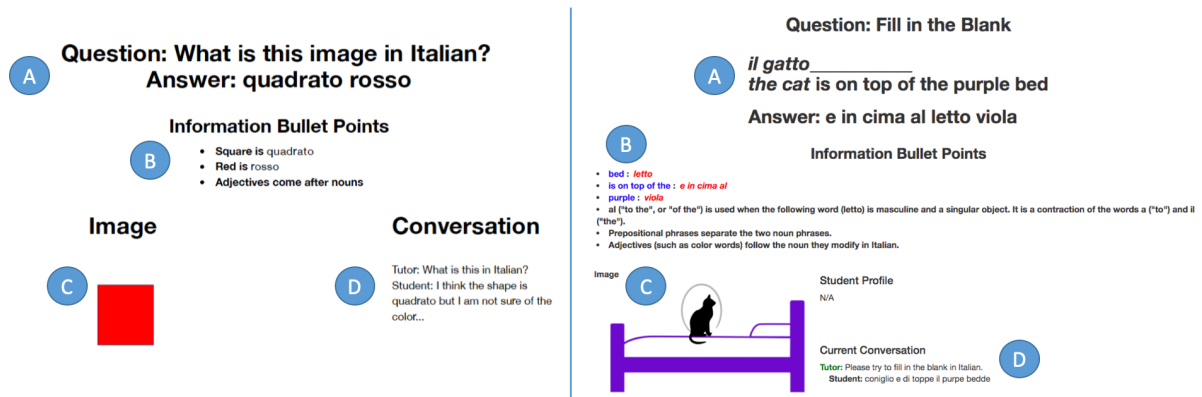 Question: What is this image in Italian?
A
Answer: quadrato rosso
Information Bullet Points
B
• Square is quadrato
• Red is rosso
• Adjectives come after nouns
Image
Conversation
C
D
Tutor: What is this in Italian?
Student: I think the shape is
quadrato but I am not sure of the
color...
Question: Fill in the Blank
A
il gatto___________
the cat is on top of the purple bed
Answer: e in cima al letto viola
B
Information Bullet Points
• bed : letto
• is on top of the : e in cima al
• purple : viola
• al ("to the", or "of the") is used when the following word (letto) is masculine and a singular object. It is a contraction of the words a ("to") and il
("the").
• Prepositional phrases separate the two noun phrases.
• Adjectives (such as color words) follow the noun they modify in Italian.
Image
C
Student Profile
N/A
Current Conversation
D
Tutor: Please try to fill in the blank in Italian.
Student: coniglio e di toppe il purpe bedde